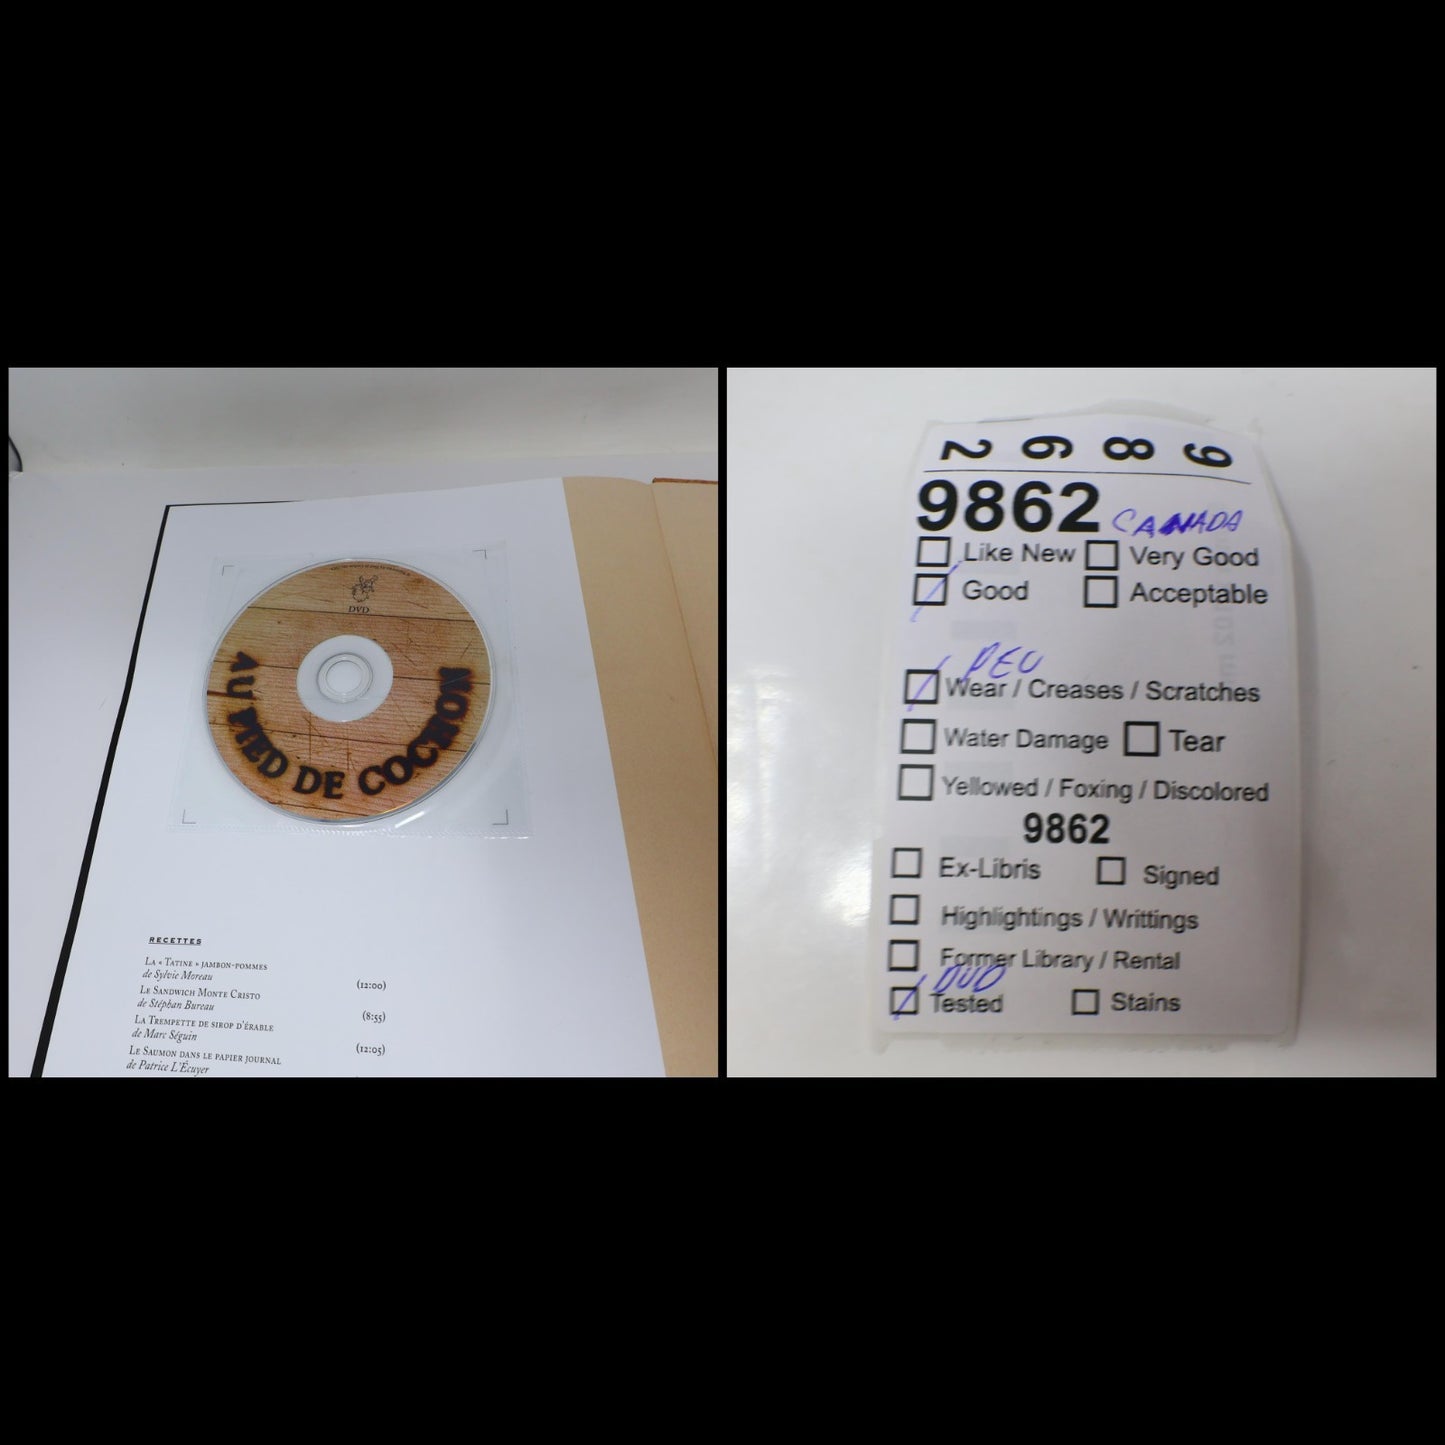 DVD
AU PIED DE COCHON
RECETTES
La « Tatine » jambon-pommes
de Sylvie Moreau
(12:00)
Le Sandwich Monte Cristo
de Stéphan Bureau
(8:55)
La Trempette de sirop d'érable
de Marc Séguin
(12:05)
Le Saumon dans le papier journal
de Patrice L'Écuyer
9862
9862 CANADA
Like New Very Good
Good Acceptable
PEU
Wear / Creases / Scratches
Water Damage Tear
Yellowed / Foxing / Discolored
9862
Ex-Libris Signed
Highlightings / Writtings
Former Library / Rental
DVD
Tested Stains